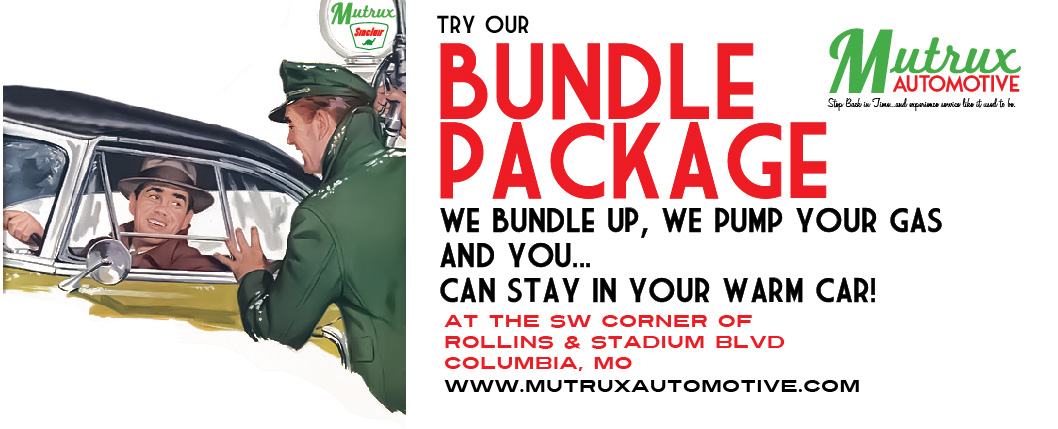 Mutrux
Sinclair
TRY OUR
BUNDLE
PACKAGE
Mutrux
AUTOMOTIVE
Step Back in Time...and experience service like it used to be.
WE BUNDLE UP, WE PUMP YOUR GAS
AND YOU...
CAN STAY IN YOUR WARM CAR!
AT THE SW CORNER OF
ROLLINS & STADIUM BLVD
COLUMBIA, MO
WWW.MUTRUXAUTOMOTIVE.COM